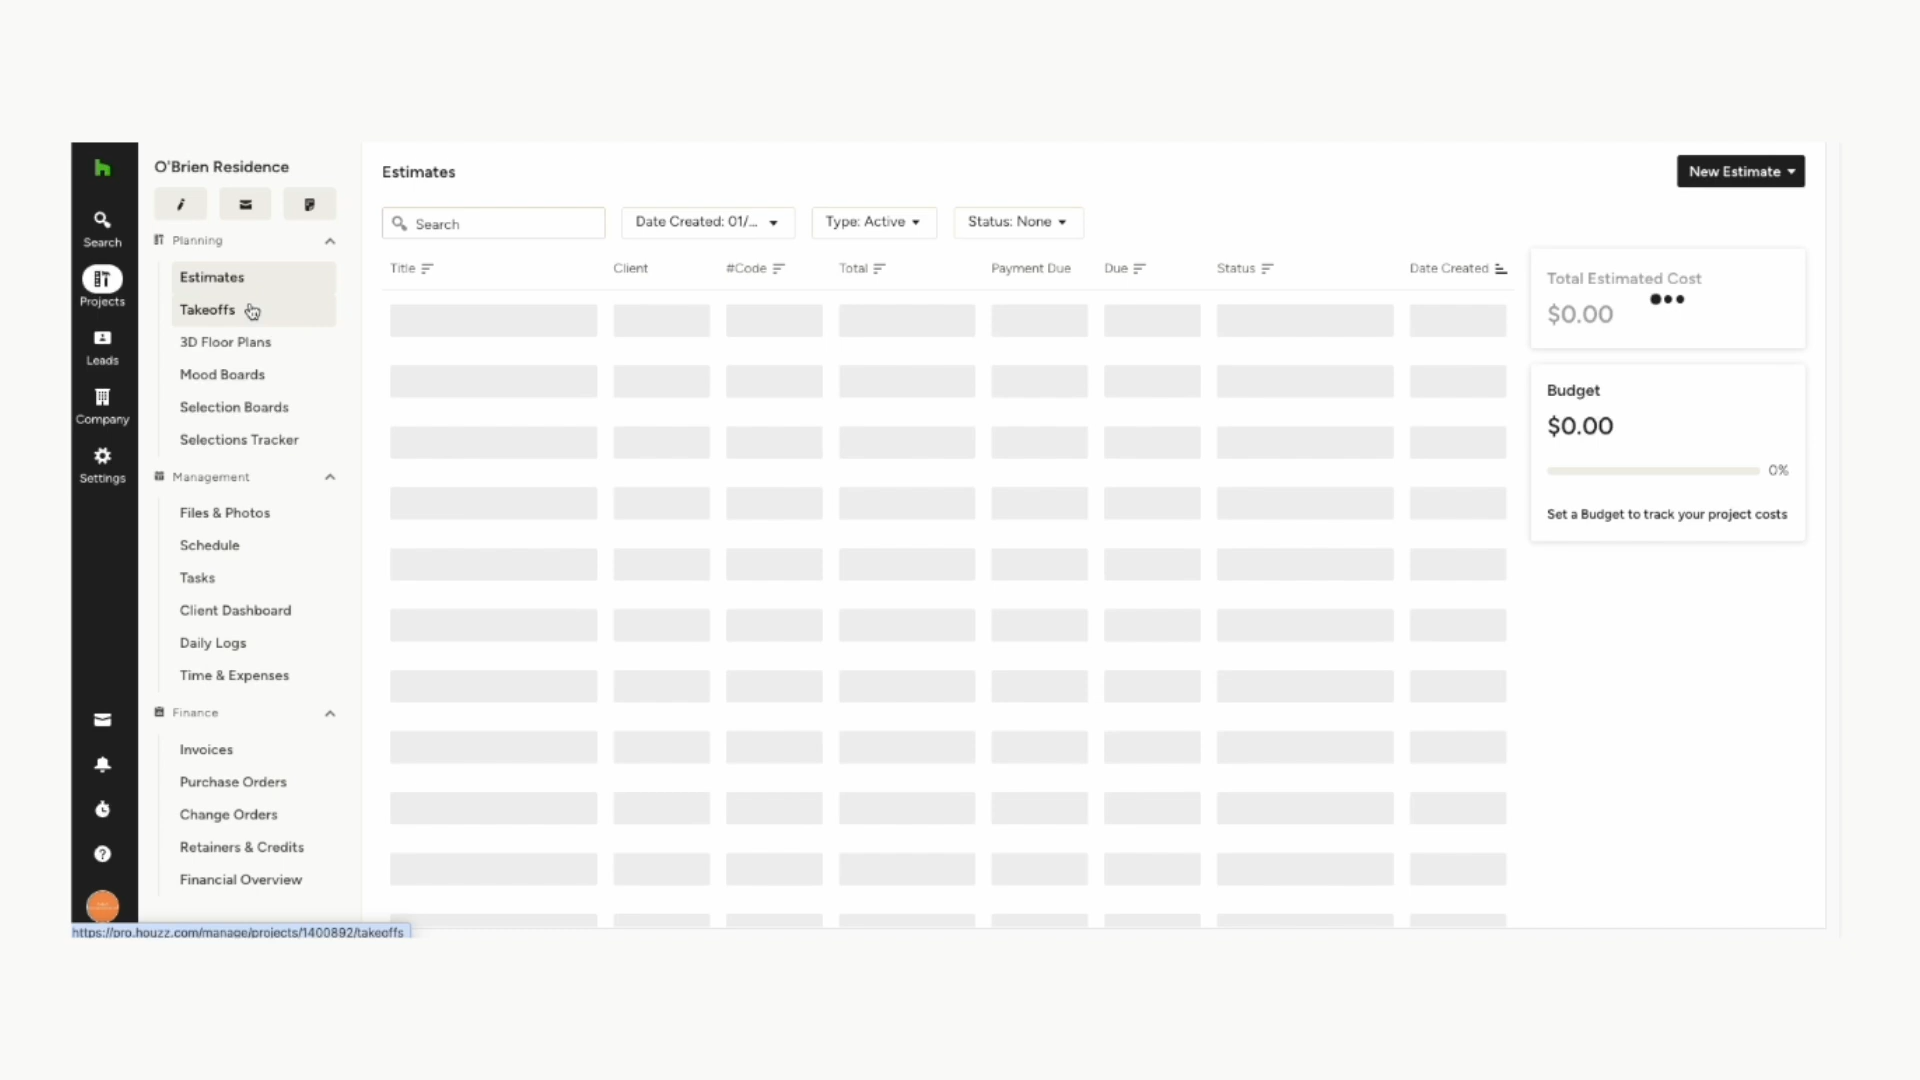 O'Brien Residence
Search
Projects
Leads
Company
Settings
Planning
Estimates
Takeoffs
3D Floor Plans
Mood Boards
Selection Boards
Selections Tracker
Management
Files & Photos
Schedule
Tasks
Client Dashboard
Daily Logs
Time & Expenses
Finance
Invoices
Purchase Orders
Change Orders
Retainers & Credits
Financial Overview
https://pro.houzz.com/manage/projects/1400892/takeoffs
Estimates
New Estimate
Search
Date Created: 01/...
Type: Active
Status: None
Title
Client
#Code
Total
Payment Due
Due
Status
Date Created
Total Estimated Cost
$0.00
Budget
$0.00
0%
Set a Budget to track your project costs